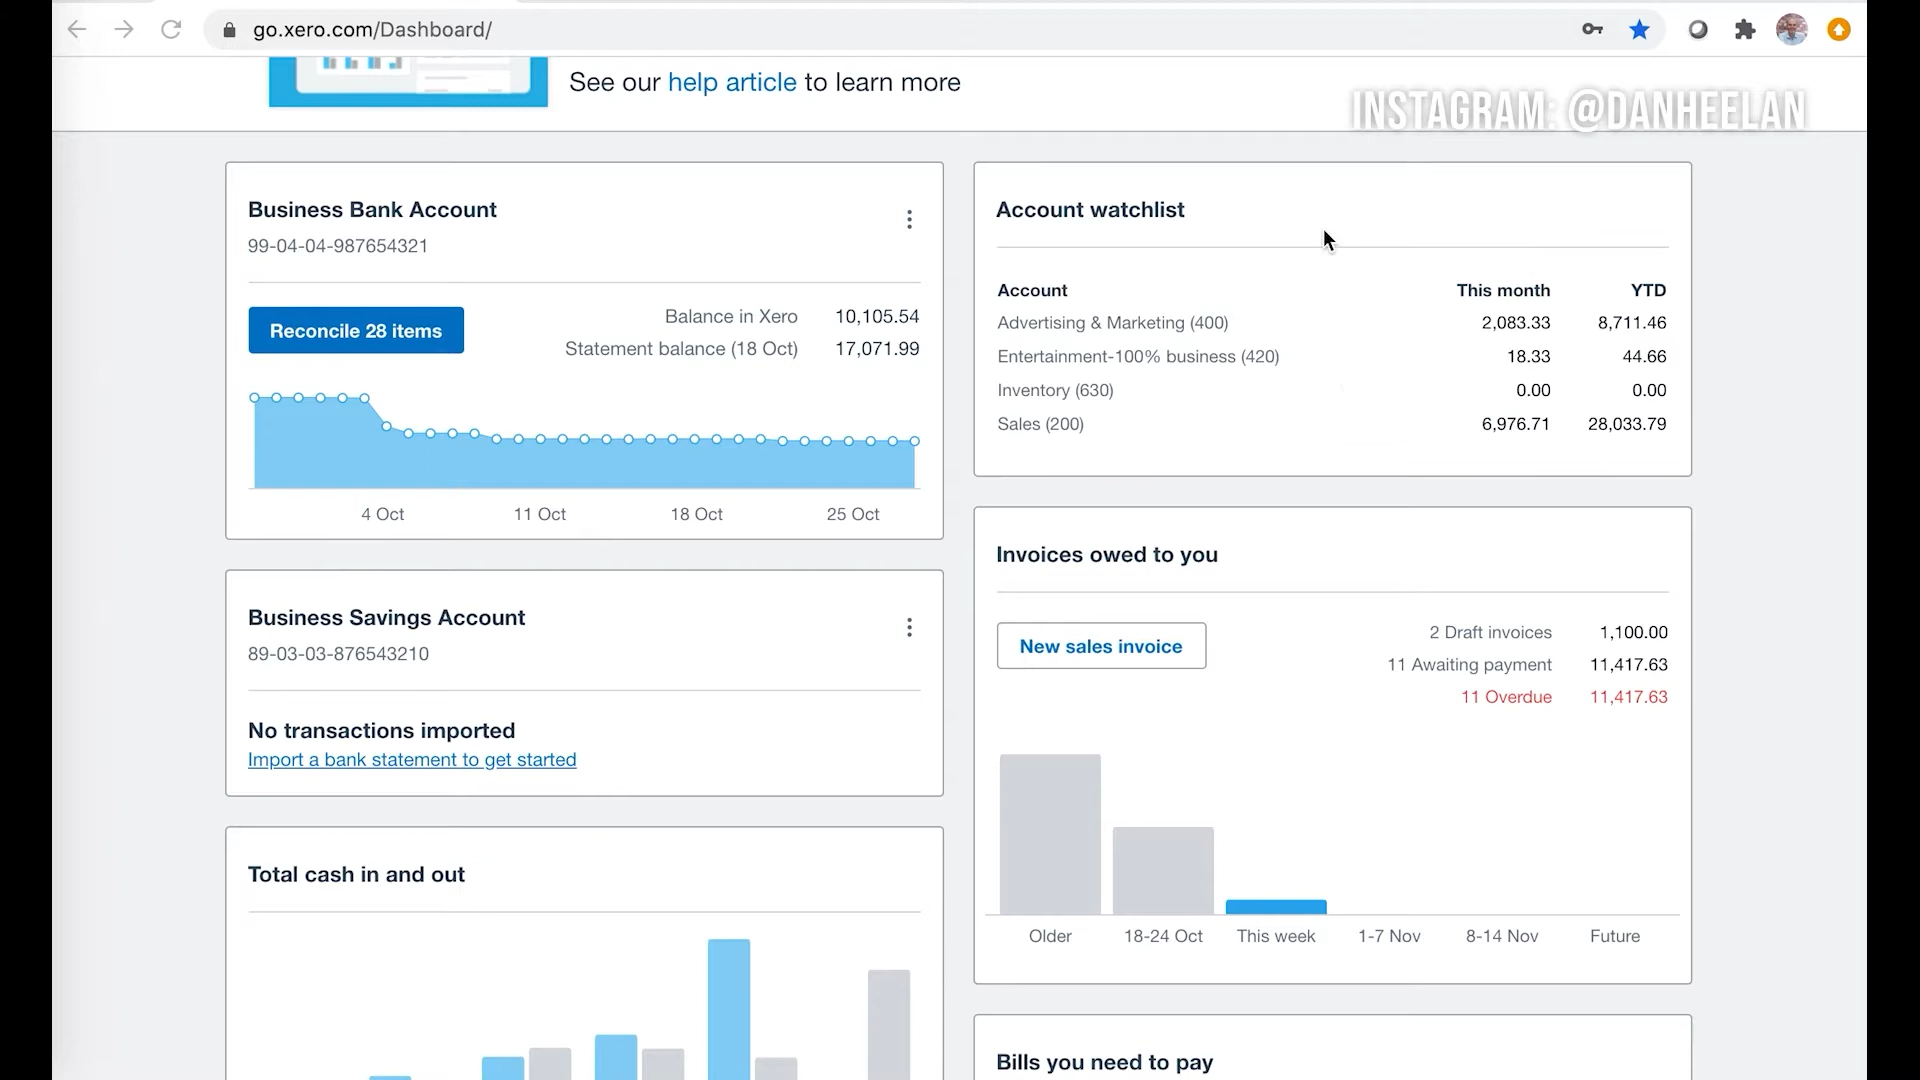 go.xero.com/Dashboard/
See our help article to learn more
INSTAGRAM: @DANHEELAN
Business Bank Account
99-04-04-987654321
Reconcile 28 items
Balance in Xero 10,105.54
Statement balance (18 Oct) 17,071.99
4 Oct 11 Oct 18 Oct 25 Oct
Account watchlist
Account This month YTD
Advertising & Marketing (400) 2,083.33 8,711.46
Entertainment-100% business (420) 18.33 44.66
Inventory (630) 0.00 0.00
Sales (200) 6,976.71 28,033.79
Business Savings Account
89-03-03-876543210
No transactions imported
Import a bank statement to get started
Invoices owed to you
New sales invoice
2 Draft invoices 1,100.00
11 Awaiting payment 11,417.63
11 Overdue 11,417.63
Older 18-24 Oct This week 1-7 Nov 8-14 Nov Future
Total cash in and out
Bills you need to pay